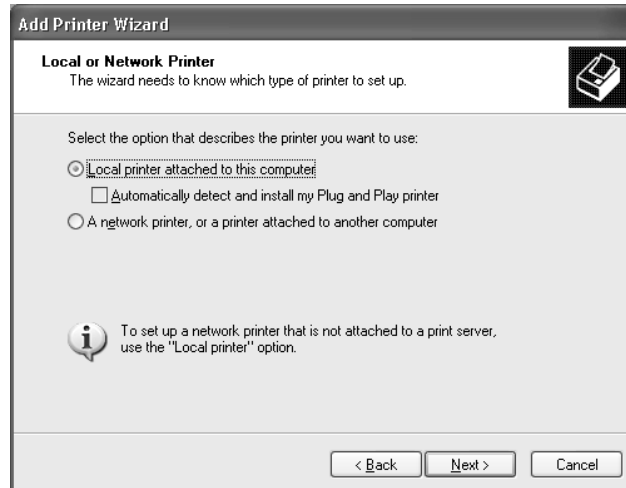 Add Printer Wizard
Local or Network Printer
The wizard needs to know which type of printer to set up.
Select the option that describes the printer you want to use:
Local printer attached to this computer
Automatically detect and install my Plug and Play printer
A network printer, or a printer attached to another computer
To set up a network printer that is not attached to a print server,
use the "Local printer" option.
< Back Next > Cancel